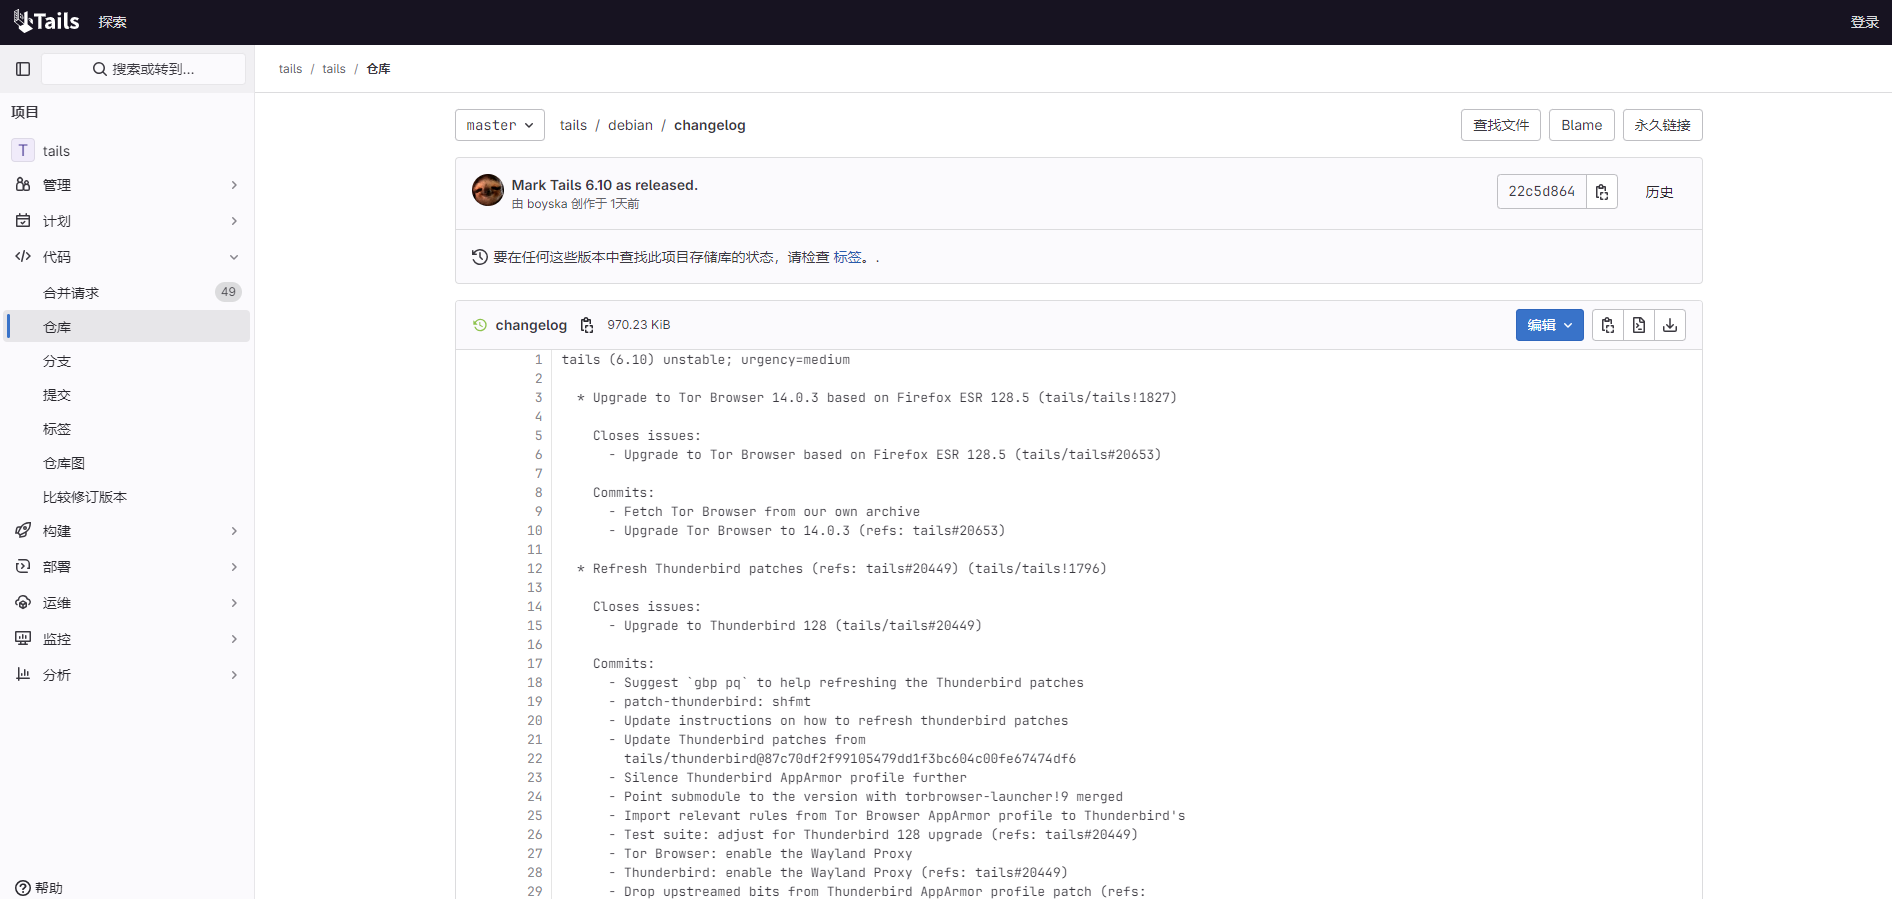 Tails 探索 登录
搜索或转到...
tails / tails / 仓库
项目
T tails
管理
计划
代码
合并请求 49
仓库
分支
提交
标签
仓库图
比较修订版本
构建
部署
运维
监控
分析
帮助
master tails / debian / changelog 查找文件 Blame 永久链接
Mark Tails 6.10 as released.
由 boyska 创作于 1天前
22c5d864 历史
要在任何这些版本中查找此项目存储库的状态，请检查 标签。.
changelog 970.23 KiB 编辑
1 tails (6.10) unstable; urgency=medium
2
3 * Upgrade to Tor Browser 14.0.3 based on Firefox ESR 128.5 (tails/tails!1827)
4
5 Closes issues:
6 - Upgrade to Tor Browser based on Firefox ESR 128.5 (tails/tails#20653)
7
8 Commits:
9 - Fetch Tor Browser from our own archive
10 - Upgrade Tor Browser to 14.0.3 (refs: tails#20653)
11
12 * Refresh Thunderbird patches (refs: tails#20449) (tails/tails!1796)
13
14 Closes issues:
15 - Upgrade to Thunderbird 128 (tails/tails#20449)
16
17 Commits:
18 - Suggest `gbp pq` to help refreshing the Thunderbird patches
19 - patch-thunderbird: shfmt
20 - Update instructions on how to refresh thunderbird patches
21 - Update Thunderbird patches from
22 tails/thunderbird@87c70df2f99105479dd1f3bc604c00fe67474df6
23 - Silence Thunderbird AppArmor profile further
24 - Point submodule to the version with torbrowser-launcher!9 merged
25 - Import relevant rules from Tor Browser AppArmor profile to Thunderbird's
26 - Test suite: adjust for Thunderbird 128 upgrade (refs: tails#20449)
27 - Tor Browser: enable the Wayland Proxy
28 - Thunderbird: enable the Wayland Proxy (refs: tails#20449)
29 - Drop upstreamed bits from Thunderbird AppArmor profile patch (refs: